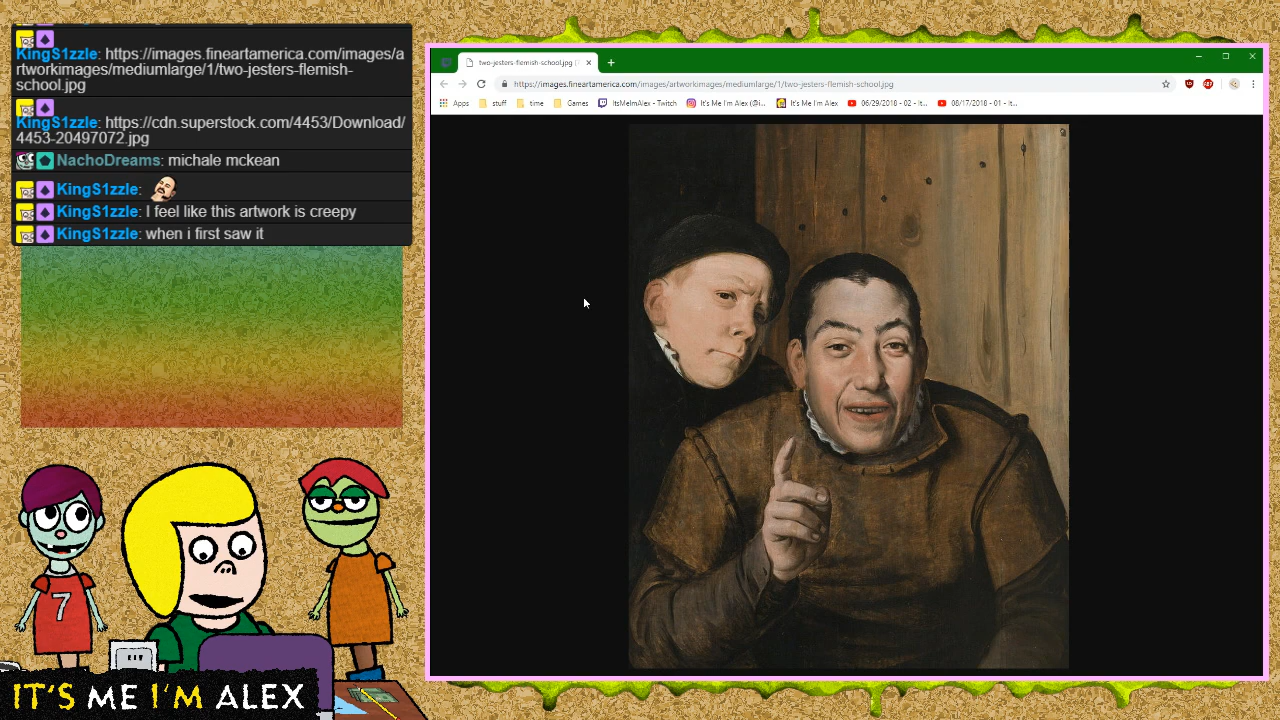 KingS1zzle: https://images.fineartamerica.com/images/a
rtworkimages/mediumlarge/1/two-jesters-flemish-
school.jpg
KingS1zzle: https://cdn.superstock.com/4453/Download/
4453-20497072.jpg
NachoDreams: michale mckean
KingS1zzle:
KingS1zzle: I feel like this artwork is creepy
KingS1zzle: when i first saw it
two-jesters-flemish-school.jpg
https://images.fineartamerica.com/images/artworkimages/mediumlarge/1/two-jesters-flemish-school.jpg
Apps stuff time Games ItsMeImAlex - Twitch It's Me I'm Alex@i... It's Me I'm Alex 06/29/2018 - 02 - It... 08/17/2018 - 01 - It...
7
IT'S ME I'M ALEX